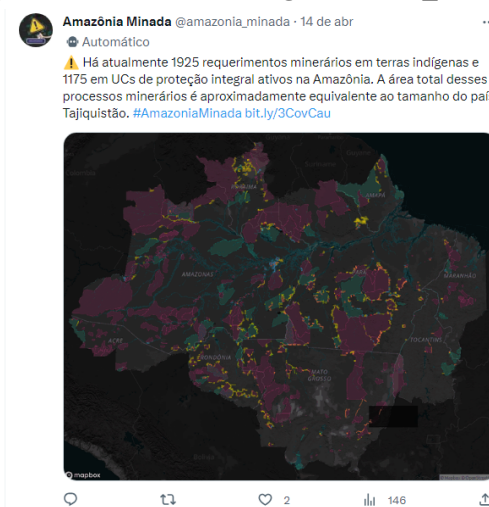 Amazônia Minada @amazonia_minada · 14 de abr
Automático
Há atualmente 1925 requerimentos minerários em terras indígenas e
1175 em UCs de proteção integral ativos na Amazônia. A área total desses
processos minerários é aproximadamente equivalente ao tamanho do paí
Tajiquistão. #AmazoniaMinada bit.ly/3CovCau
RORAIMA
AMAPÁ
AMAZONAS
MARANHÃO
ACRE
TOCANTINS
RONDÔNIA
MATO
GROSSO
mapbox
2
146